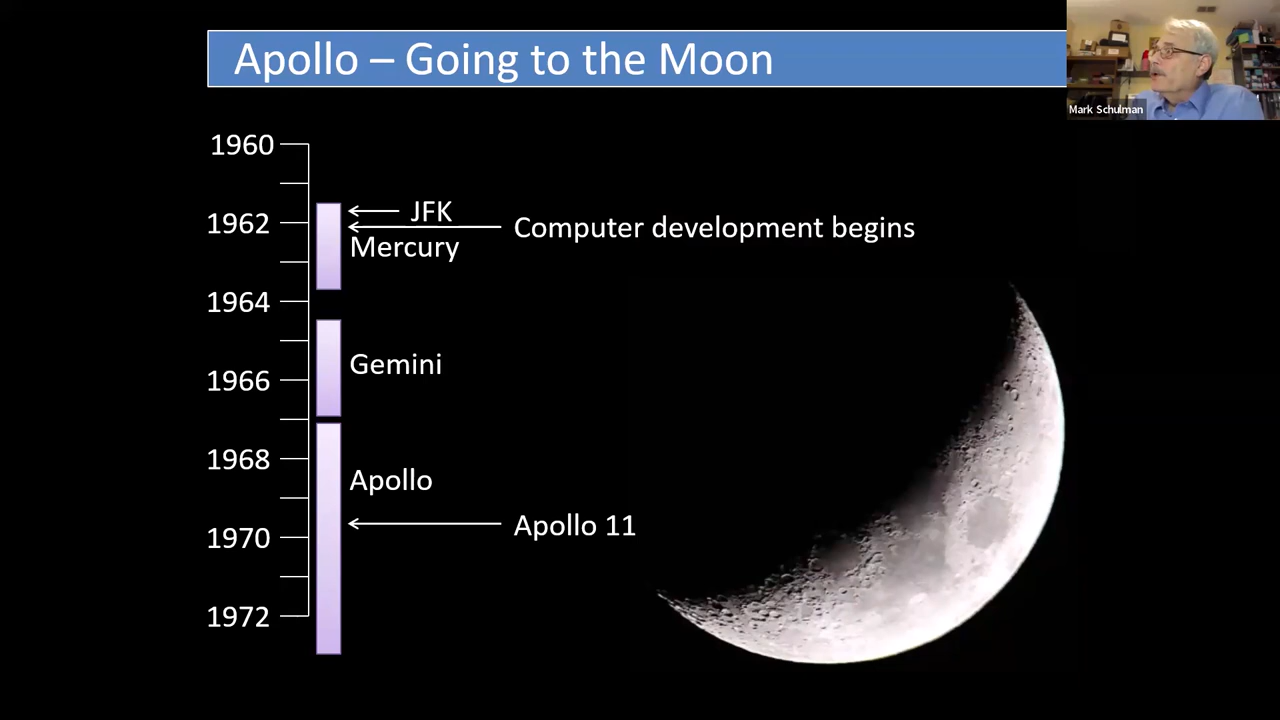 Apollo – Going to the Moon
Mark Schulman
1960
JFK
1962
Computer development begins
Mercury
1964
Gemini
1966
1968
Apollo
Apollo 11
1970
1972